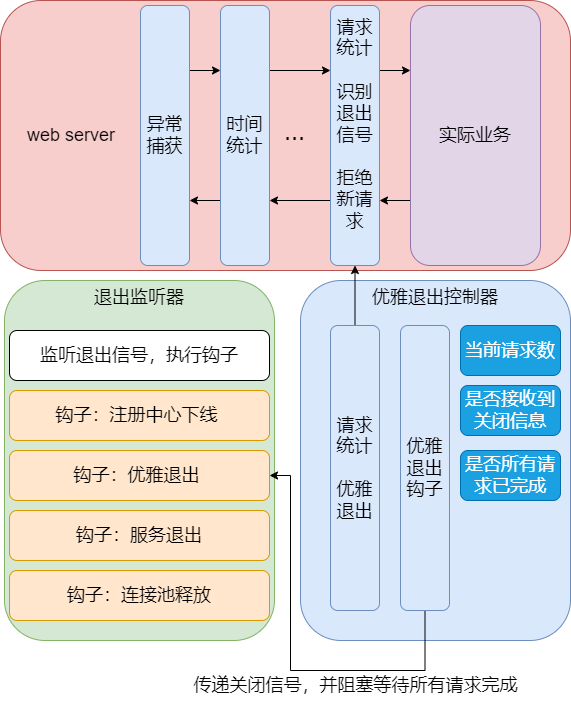 web server
异常
捕获
时间
统计
...
请求
统计
识别
退出
信号
拒绝
新请
求
实际业务
退出监听器
监听退出信号，执行钩子
钩子：注册中心下线
钩子：优雅退出
钩子：服务退出
钩子：连接池释放
优雅退出控制器
请求
统计
优雅
退出
优雅
退出
钩子
当前请求数
是否接收到
关闭信息
是否所有请
求已完成
传递关闭信号，并阻塞等待所有请求完成